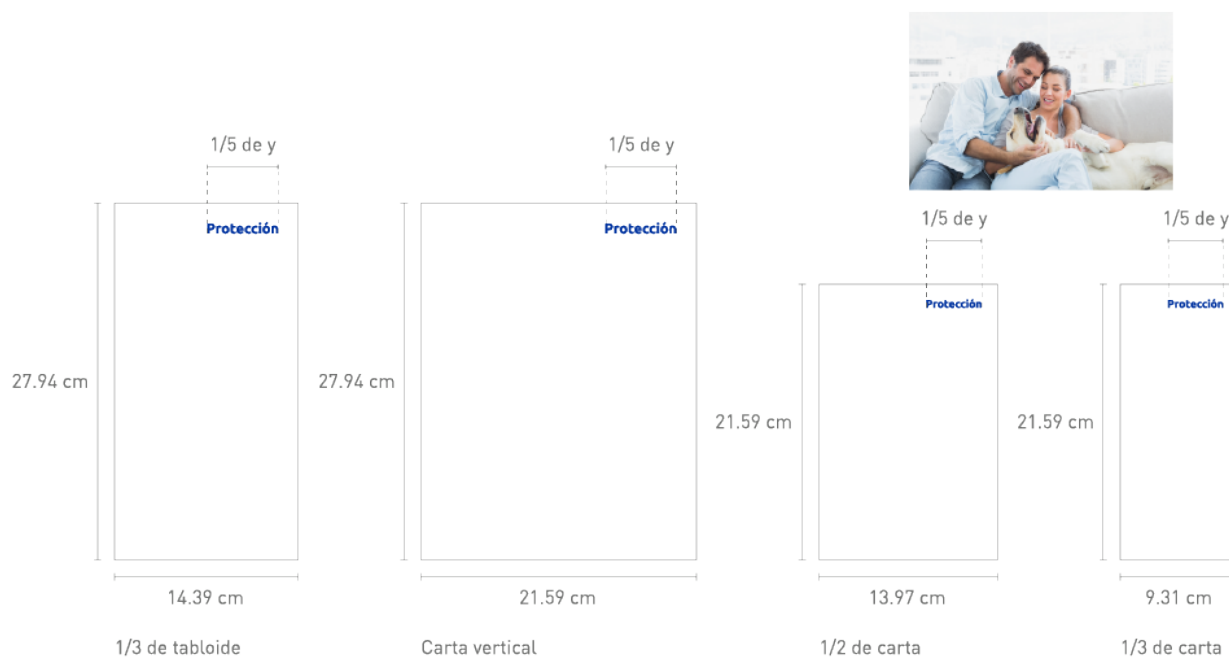 1/5 de y
1/5 de y
1/5 de y
1/5 de y
Protección
Protección
Protección
Protección
27.94 cm
27.94 cm
21.59 cm
21.59 cm
14.39 cm
21.59 cm
13.97 cm
9.31 cm
1/3 de tabloide
Carta vertical
1/2 de carta
1/3 de carta